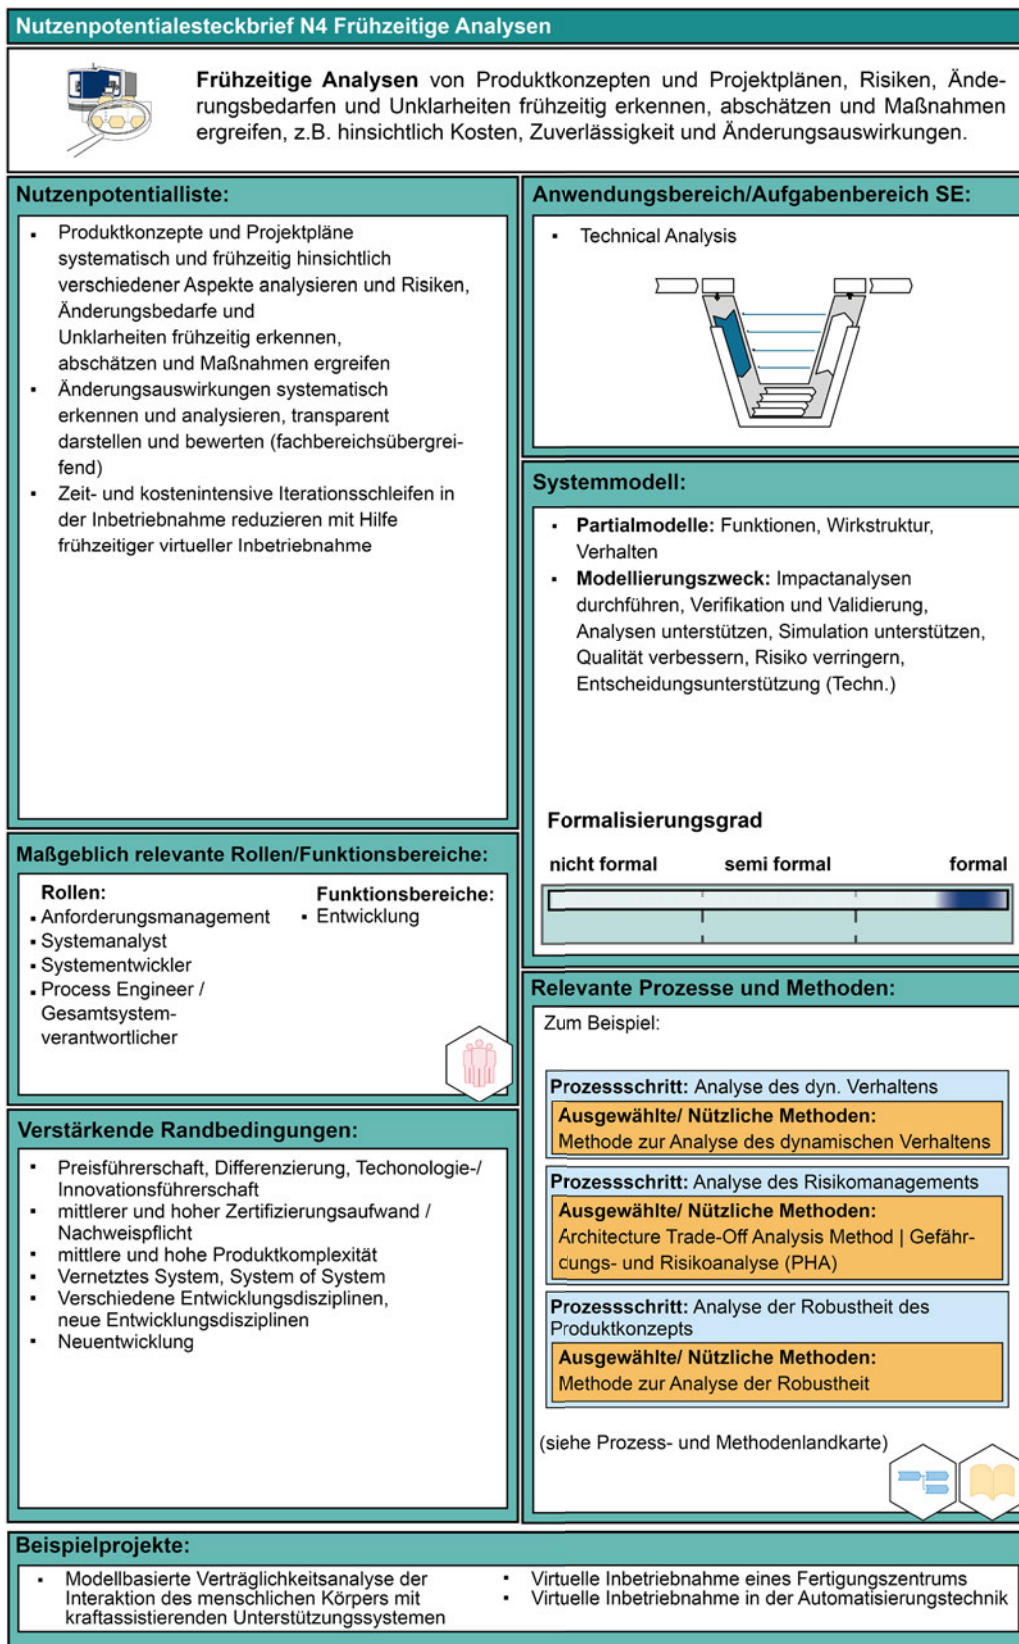 Nutzenpotentialesteckbrief N4 Frühzeitige Analysen
Frühzeitige Analysen von Produktkonzepten und Projektplänen, Risiken, Ände-
rungsbedarfen und Unklarheiten frühzeitig erkennen, abschätzen und Maßnahmen
ergreifen, z.B. hinsichtlich Kosten, Zuverlässigkeit und Änderungsauswirkungen.
Nutzenpotentialliste:
▪ Produktkonzepte und Projektpläne
systematisch und frühzeitig hinsichtlich
verschiedener Aspekte analysieren und Risiken,
Änderungsbedarfe und
Unklarheiten frühzeitig erkennen,
abschätzen und Maßnahmen ergreifen
▪ Änderungsauswirkungen systematisch
erkennen und analysieren, transparent
darstellen und bewerten (fachbereichsübergrei-
fend)
▪ Zeit- und kostenintensive Iterationsschleifen in
der Inbetriebnahme reduzieren mit Hilfe
frühzeitiger virtueller Inbetriebnahme
Maßgeblich relevante Rollen/Funktionsbereiche:
Rollen:
▪ Anforderungsmanagement
▪ Systemanalyst
▪ Systementwickler
▪ Process Engineer /
Gesamtsystem-
verantwortlicher
Funktionsbereiche:
▪ Entwicklung
Verstärkende Randbedingungen:
▪ Preisführerschaft, Differenzierung, Techonologie-/
Innovationsführerschaft
▪ mittlerer und hoher Zertifizierungsaufwand /
Nachweispflicht
▪ mittlere und hohe Produktkomplexität
▪ Vernetztes System, System of System
▪ Verschiedene Entwicklungsdisziplinen,
neue Entwicklungsdisziplinen
▪ Neuentwicklung
Anwendungsbereich/Aufgabenbereich SE:
▪ Technical Analysis
Systemmodell:
▪ Partialmodelle: Funktionen, Wirkstruktur,
Verhalten
▪ Modellierungszweck: Impactanalysen
durchführen, Verifikation und Validierung,
Analysen unterstützen, Simulation unterstützen,
Qualität verbessern, Risiko verringern,
Entscheidungsunterstützung (Techn.)
Formalisierungsgrad
nicht formal semi formal formal
Relevante Prozesse und Methoden:
Zum Beispiel:
Prozessschritt: Analyse des dyn. Verhaltens
Ausgewählte/ Nützliche Methoden:
Methode zur Analyse des dynamischen Verhaltens
Prozessschritt: Analyse des Risikomanagements
Ausgewählte/ Nützliche Methoden:
Architecture Trade-Off Analysis Method | Gefähr-
dungs- und Risikoanalyse (PHA)
Prozessschritt: Analyse der Robustheit des
Produktkonzepts
Ausgewählte/ Nützliche Methoden:
Methode zur Analyse der Robustheit
(siehe Prozess- und Methodenlandkarte)
Beispielprojekte:
▪ Modellbasierte Verträglichkeitsanalyse der
Interaktion des menschlichen Körpers mit
kraftassistierenden Unterstützungssystemen
▪ Virtuelle Inbetriebnahme eines Fertigungszentrums
▪ Virtuelle Inbetriebnahme in der Automatisierungstechnik